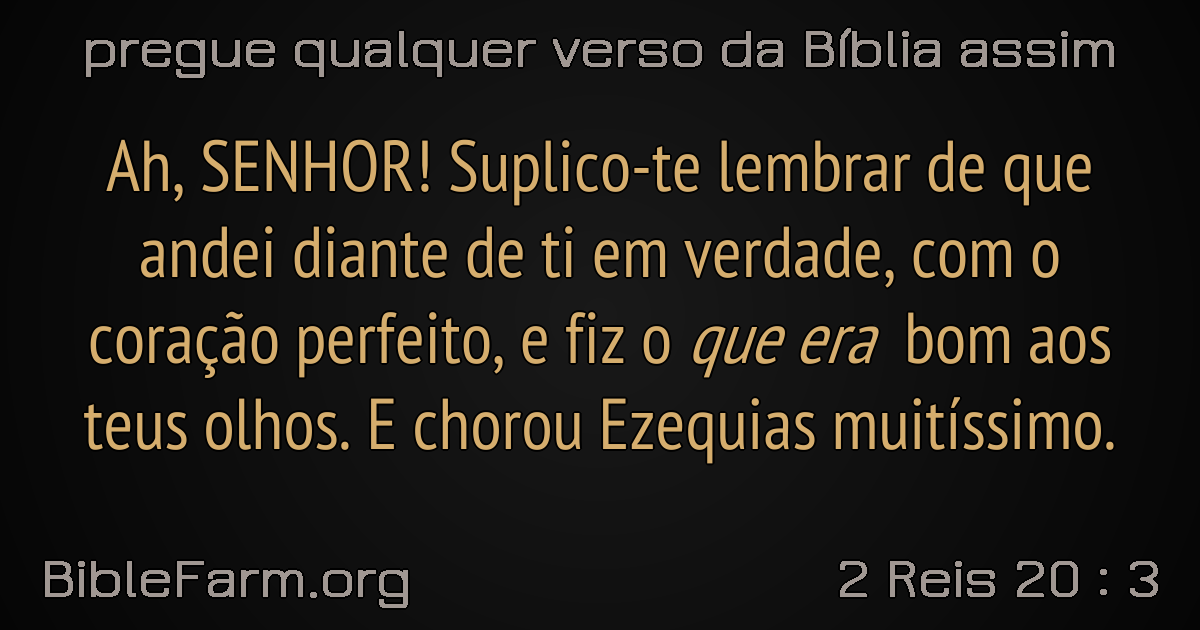 pregue qualquer verso da Bíblia assim
Ah, SENHOR! Suplico-te lembrar de que
andei diante de ti em verdade, com o
coração perfeito, e fiz o que era bom aos
teus olhos. E chorou Ezequias muitíssimo.
BibleFarm.org
2 Reis 20 : 3